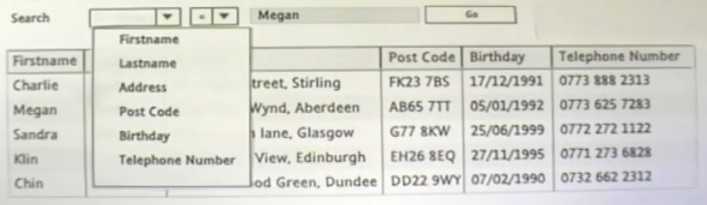 Search = Megan Go
Firstname
Lastname
Address
Post Code
Birthday
Telephone Number
Firstname Post Code Birthday Telephone Number
Charlie treet, Stirling FK23 7BS 17/12/1991 0773 888 2313
Megan Wynd, Aberdeen AB65 7TT 05/01/1992 0773 625 7283
Sandra lane, Glasgow G77 8KW 25/06/1999 0772 272 1122
Klin View, Edinburgh EH26 8EQ 27/11/1995 0771 273 6828
Chin od Green, Dundee DD22 9WY 07/02/1990 0732 662 2312